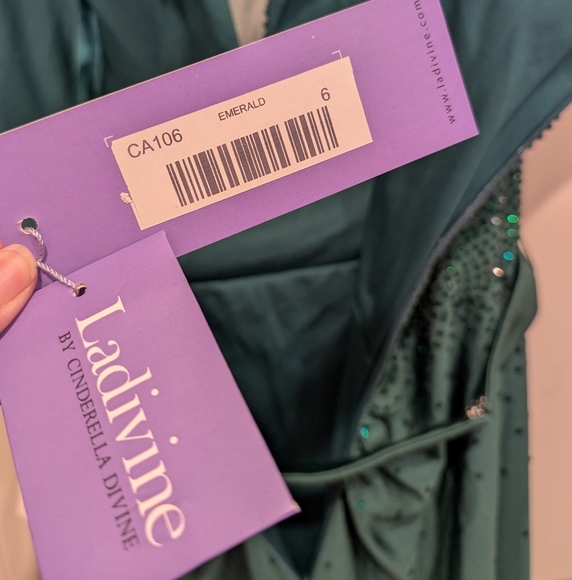 www.ladivine.com
EMERALD
CA106
6
Ladivine
BY CINDERELLA DIVINE